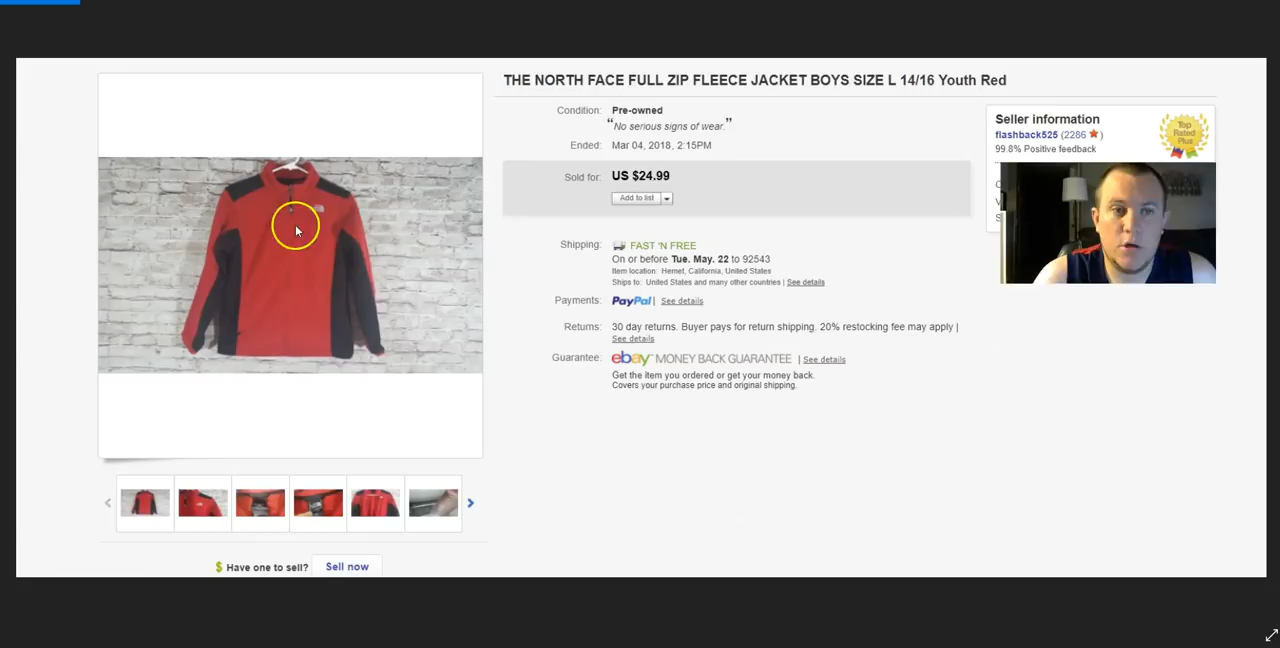 THE NORTH FACE FULL ZIP FLEECE JACKET BOYS SIZE L 14/16 Youth Red
Condition: Pre-owned
“No serious signs of wear.”
Ended: Mar 04, 2018, 2:15PM
Sold for: US $24.99
Add to list
Shipping: FAST 'N FREE
On or before Tue. May. 22 to 92543
Item location: Hemet, California, United States
Ships to: United States and many other countries | See details
Payments: PayPal | See details
Returns: 30 day returns. Buyer pays for return shipping. 20% restocking fee may apply |
See details
Guarantee: ebay MONEY BACK GUARANTEE | See details
Get the item you ordered or get your money back.
Covers your purchase price and original shipping.
Seller information
flashback525 (2286 )
99.8% Positive feedback
Top
Rated
Plus
$ Have one to sell? Sell now